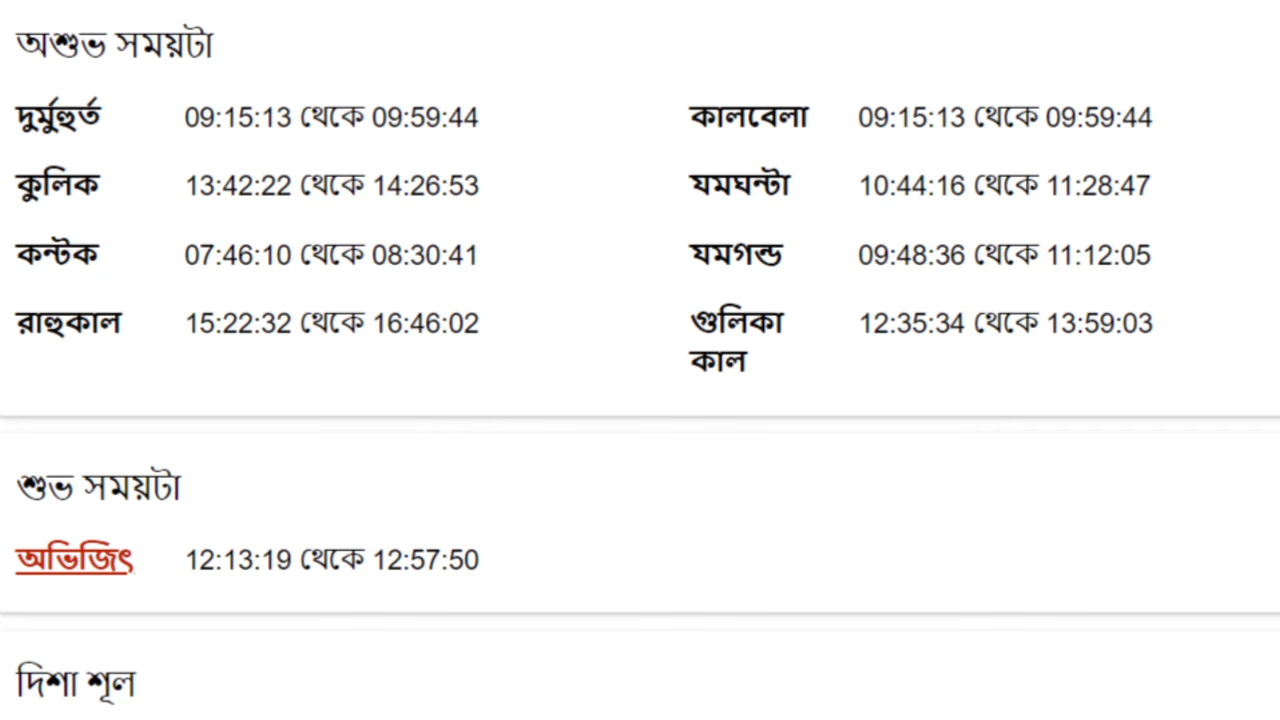 অশুভ সময়টা
দুর্মুহুর্ত 09:15:13 থেকে 09:59:44 কালবেলা 09:15:13 থেকে 09:59:44
কুলিক 13:42:22 থেকে 14:26:53 যমঘন্টা 10:44:16 থেকে 11:28:47
কন্টক 07:46:10 থেকে 08:30:41 যমগন্ড 09:48:36 থেকে 11:12:05
রাহুকাল 15:22:32 থেকে 16:46:02 গুলিকা 12:35:34 থেকে 13:59:03
কাল
শুভ সময়টা
অভিজিৎ 12:13:19 থেকে 12:57:50
দিশা শূল